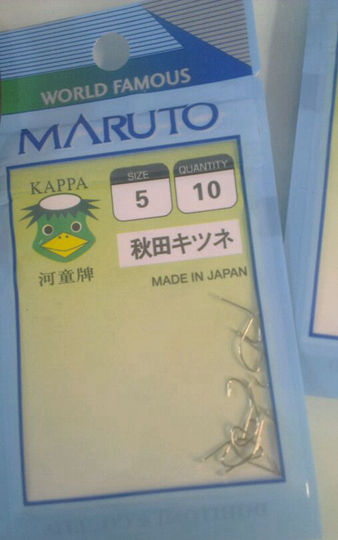 WORLD FAMOUS
MARUTO
KAPPA
河童牌
SIZE
5
QUANTITY
10
秋田キツネ
MADE IN JAPAN